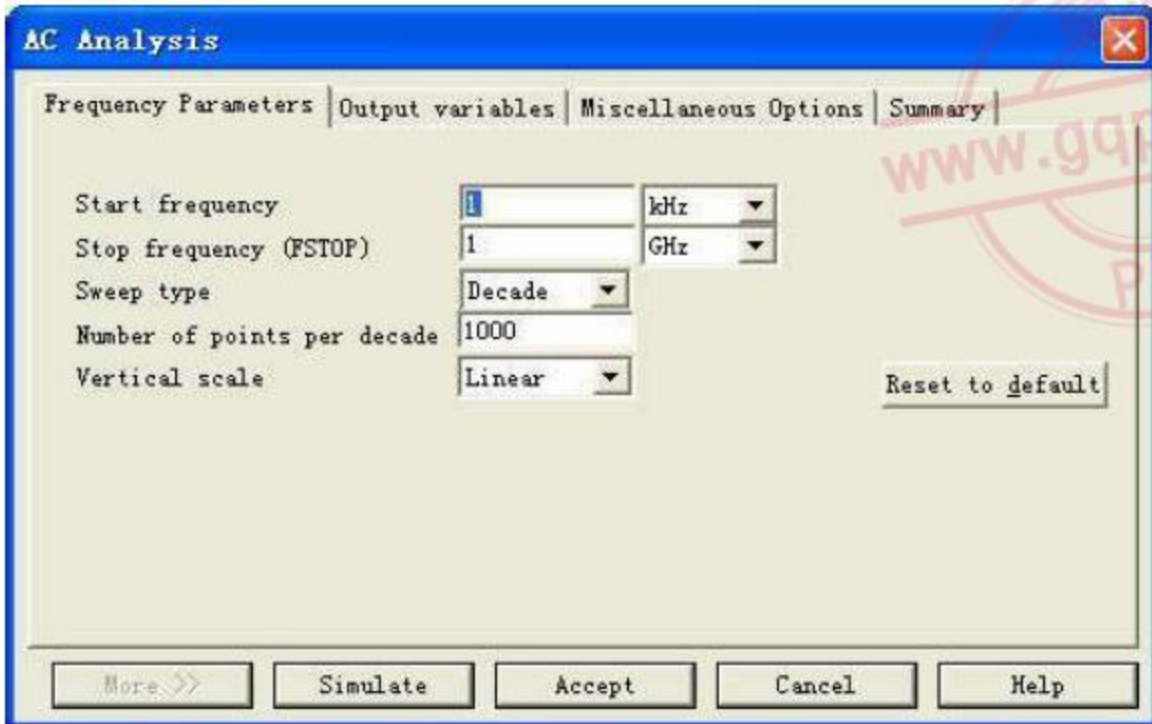 AC Analysis
Frequency Parameters Output variables Miscellaneous Options Summary
Start frequency 1 kHz
Stop frequency (FSTOP) 1 GHz
Sweep type Decade
Number of points per decade 1000
Vertical scale Linear
Reset to default
More >> Simulate Accept Cancel Help